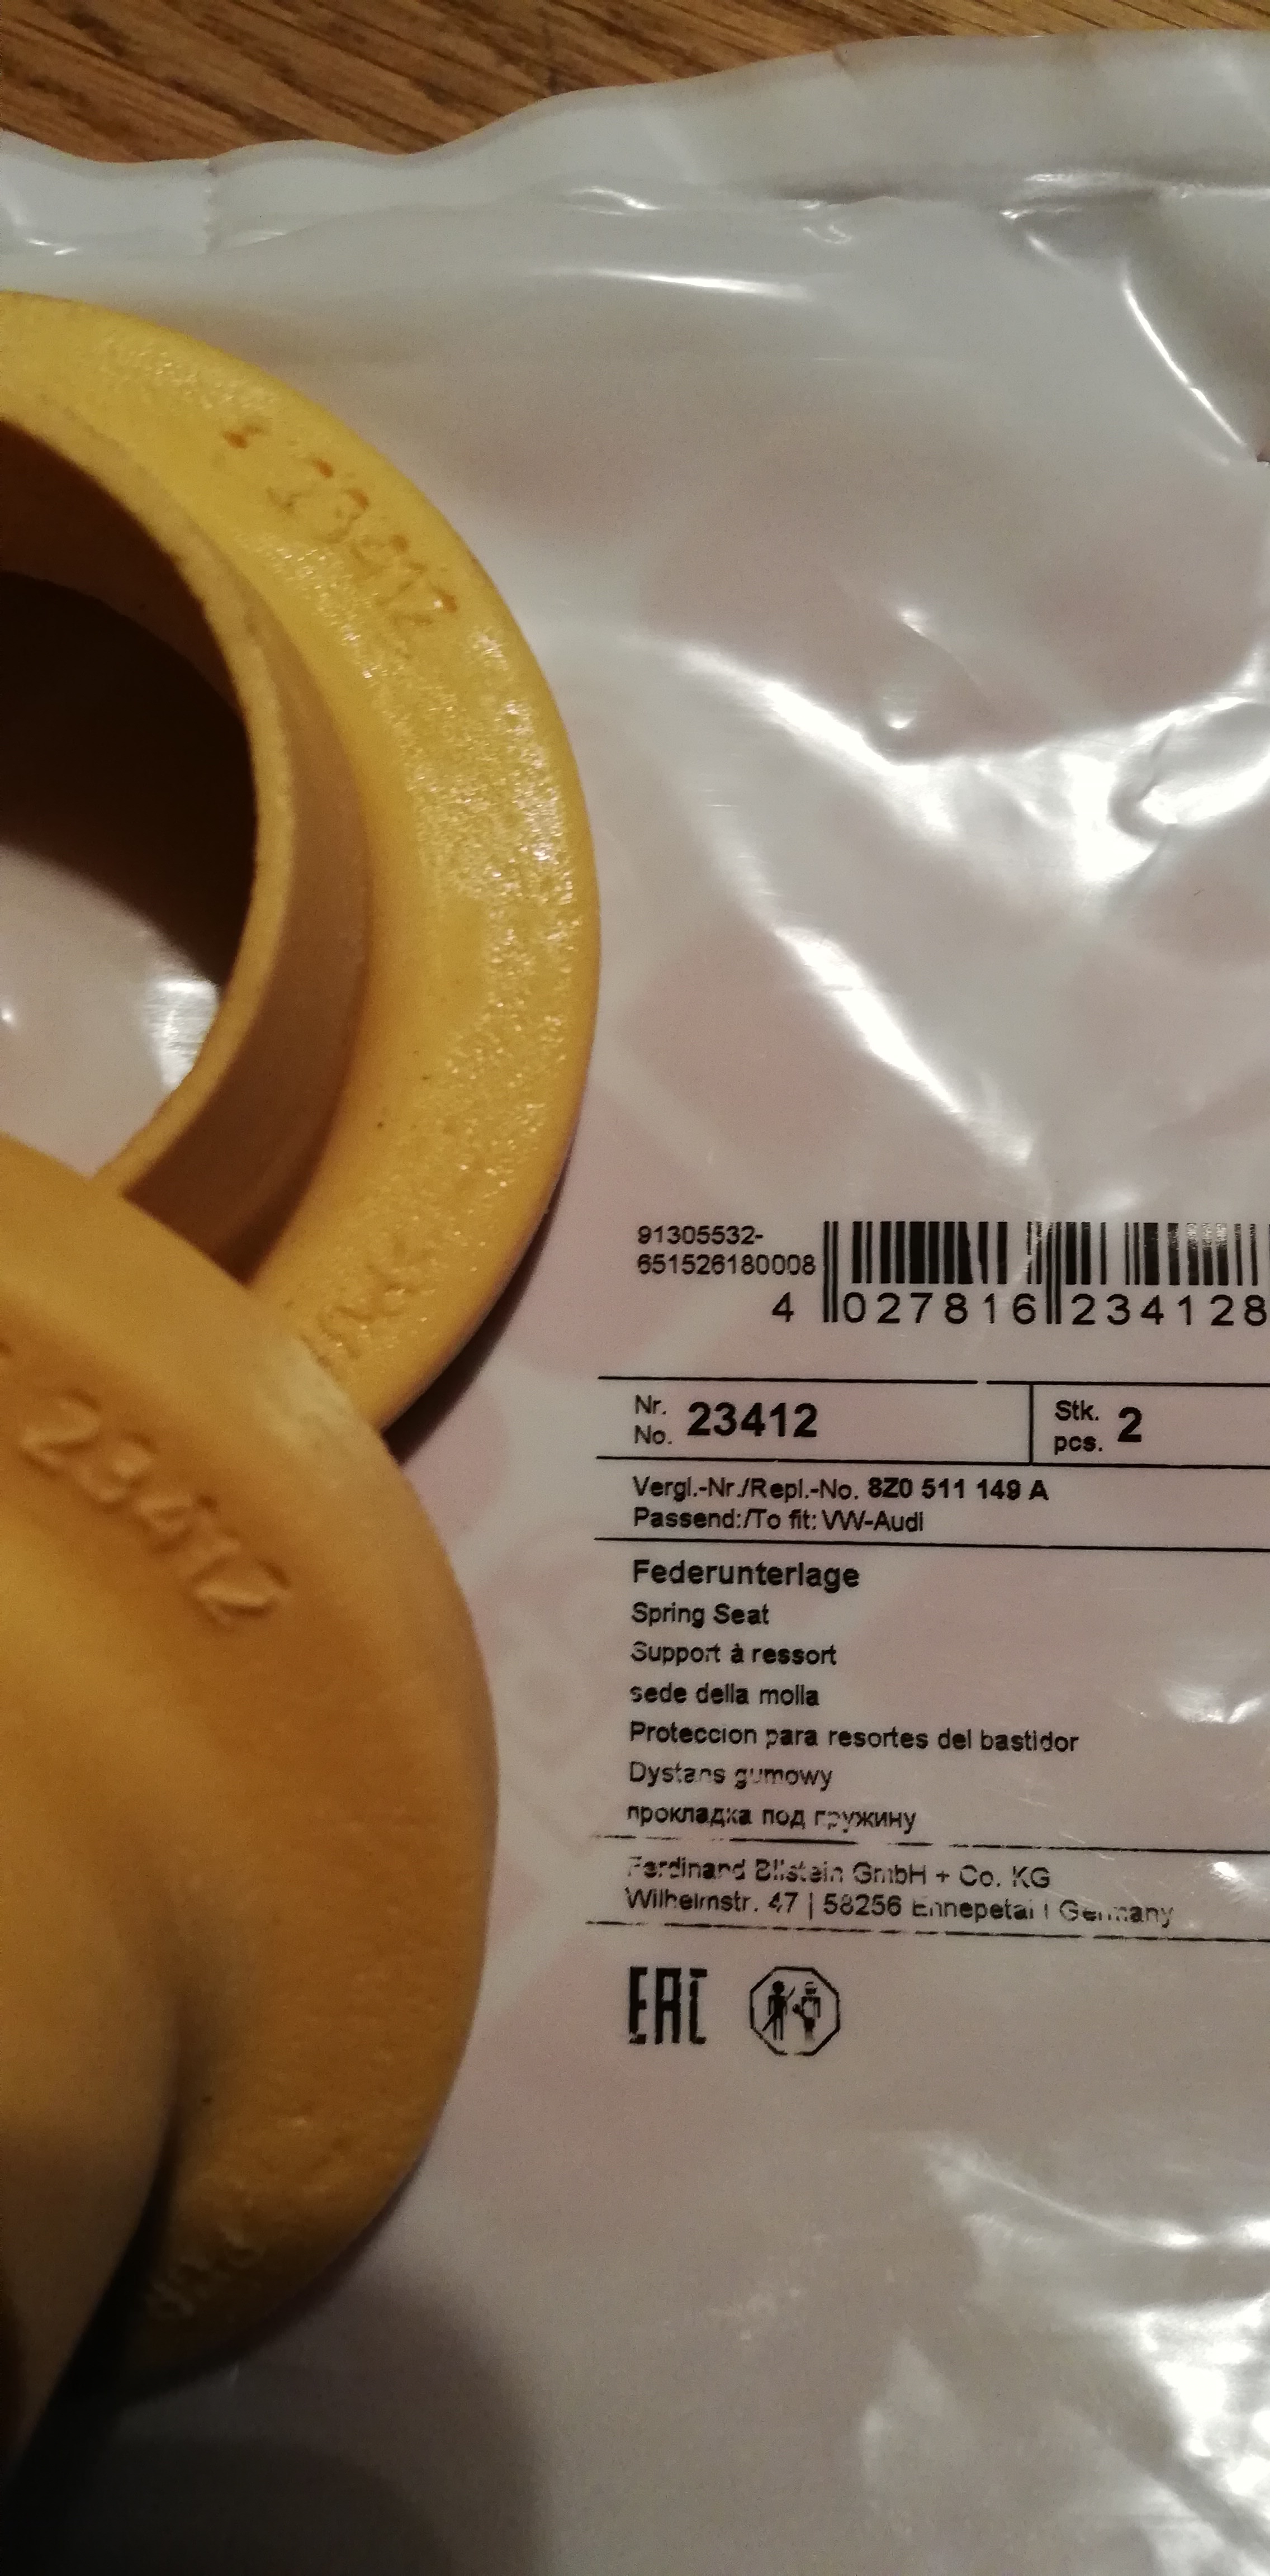 23412
23412
91305532-
651526180008
4 027816 234128
Nr.
No. 23412
Stk.
pcs. 2
Vergl.-Nr./Repl.-No. 8Z0 511 149 A
Passend:/To fit: VW-Audi
Federunterlage
Spring Seat
Support à ressort
sede della molla
Proteccion para resortes del bastidor
Dystans gumowy
прокладка под пружину
Ferdinand Bilstein GmbH + Co. KG
Wilhelmstr. 47 | 58256 Ennepetal | Germany
EAC